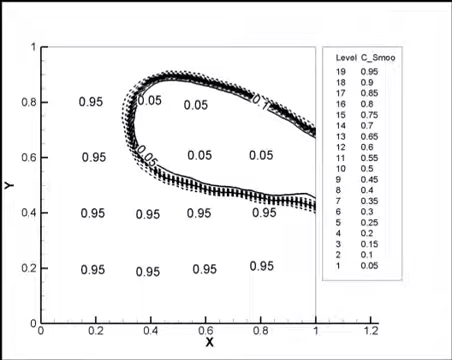 1
Level C_Smoo
19 0.95
18 0.9
17 0.85
16 0.8
15 0.75
14 0.7
13 0.65
12 0.6
11 0.55
10 0.5
9 0.45
8 0.4
7 0.35
6 0.3
5 0.25
4 0.2
3 0.15
2 0.1
1 0.05
0.8 0.95 0.05 0.05 0.1
0.6 0.95 0.05 0.05 0.05
Y
0.4 0.95 0.95 0.95 0.95
0.2 0.95 0.95 0.95 0.95
0
0 0.2 0.4 0.6 0.8 1 1.2
X